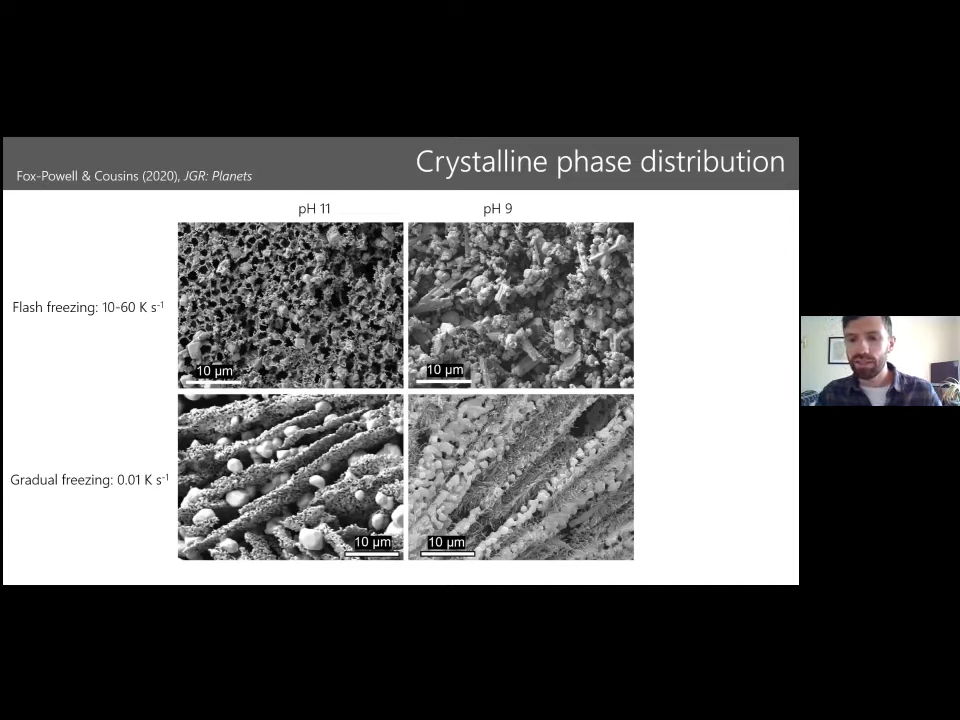 Crystalline phase distribution
Fox-Powell & Cousins (2020), JGR: Planets
pH 11
pH 9
Flash freezing: 10-60 K s⁻¹
10 µm
10 µm
Gradual freezing: 0.01 K s⁻¹
10 µm
10 µm